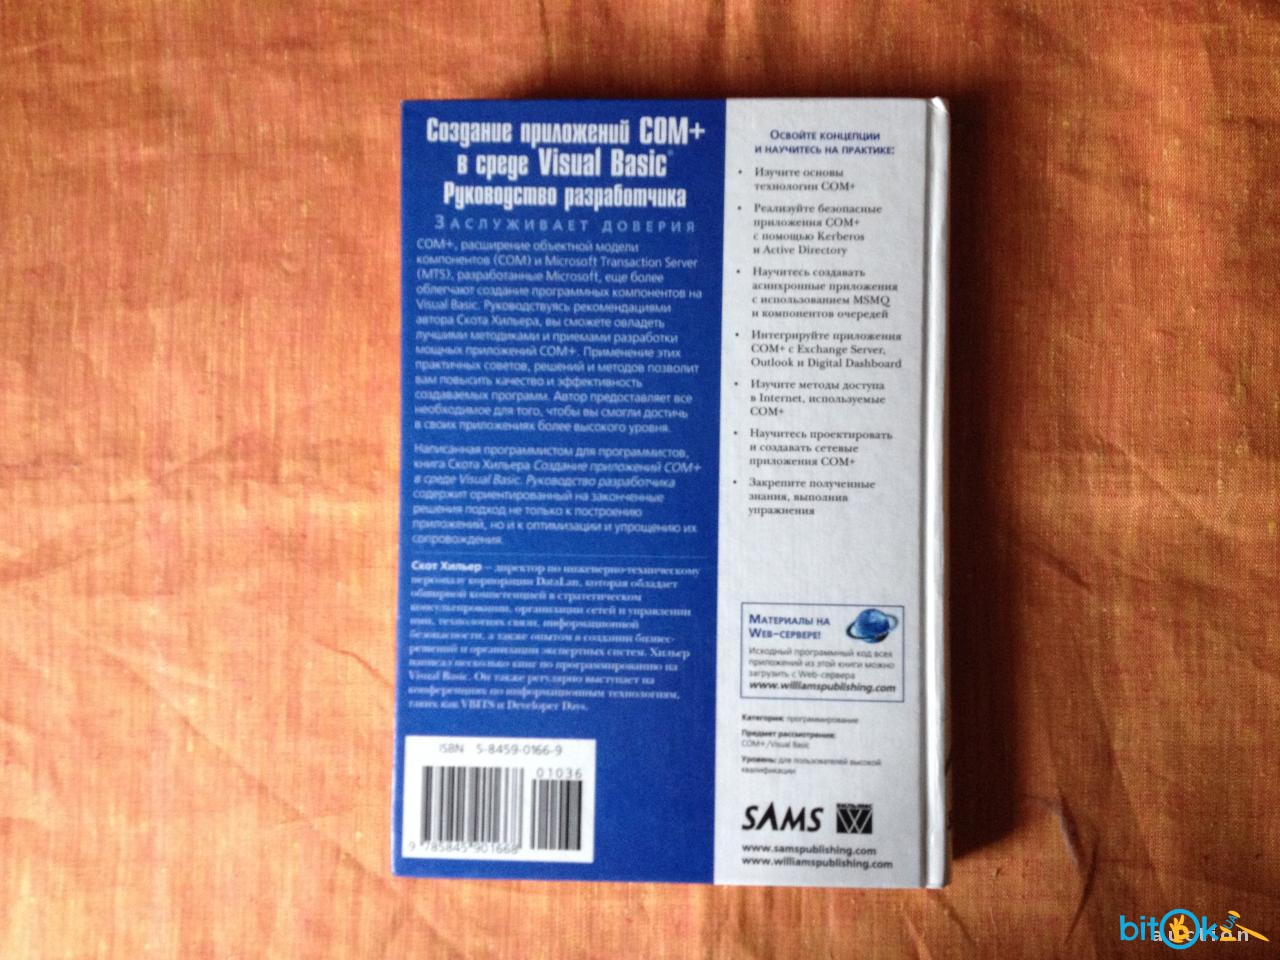 Создание приложений COM+
в среде Visual Basic®
Руководство разработчика
ЗАСЛУЖИВАЕТ ДОВЕРИЯ
COM+, расширение объектной модели
компонентов (COM) и Microsoft Transaction Server
(MTS), разработанные Microsoft, еще более
облегчают создание программных компонентов на
Visual Basic. Руководствуясь рекомендациями
автора Скота Хильера, вы сможете овладеть
лучшими методиками и приемами разработки
мощных приложений COM+. Применение этих
практичных советов, решений и методов позволит
вам повысить качество и эффективность
создаваемых программ. Автор предоставляет все
необходимое для того, чтобы вы смогли достичь
в своих приложениях более высокого уровня.
Написанная программистом для программистов,
книга Скота Хильера Создание приложений COM+
в среде Visual Basic. Руководство разработчика
содержит ориентированный на законченные
решения подход не только к построению
приложений, но и к оптимизации и упрощению их
сопровождения.
Скот Хильер — директор по инженерно-техническому
персоналу корпорации DataLan, которая обладает
обширной компетенцией в стратегическом
консультировании, организации сетей и управлении
ими, технологиях связи, информационной
безопасности, а также опытом в создании бизнес-
решений и организации экспертных систем. Хильер
написал несколько книг по программированию на
Visual Basic. Он также регулярно выступает на
конференциях по информационным технологиям,
таких как VBITS и Developer Days.
ISBN 5-8459-0166-9
01036
9 785845 901668
ОСВОЙТЕ КОНЦЕПЦИИ
И НАУЧИТЕСЬ НА ПРАКТИКЕ:
• Изучите основы
технологии COM+
• Реализуйте безопасные
приложения COM+
с помощью Kerberos
и Active Directory
• Научитесь создавать
асинхронные приложения
с использованием MSMQ
и компонентов очередей
• Интегрируйте приложения
COM+ с Exchange Server,
Outlook и Digital Dashboard
• Изучите методы доступа
в Internet, используемые
COM+
• Научитесь проектировать
и создавать сетевые
приложения COM+
• Закрепите полученные
знания, выполнив
упражнения
МАТЕРИАЛЫ НА
WEB-СЕРВЕРЕ!
Исходный программный код всех
приложений из этой книги можно
загрузить с Web-сервера
www.williamspublishing.com
Категория: программирование
Предмет рассмотрения:
COM+/Visual Basic
Уровень: для пользователей высокой
квалификации
SAMS
www.samspublishing.com
www.williamspublishing.com
bitok
auction